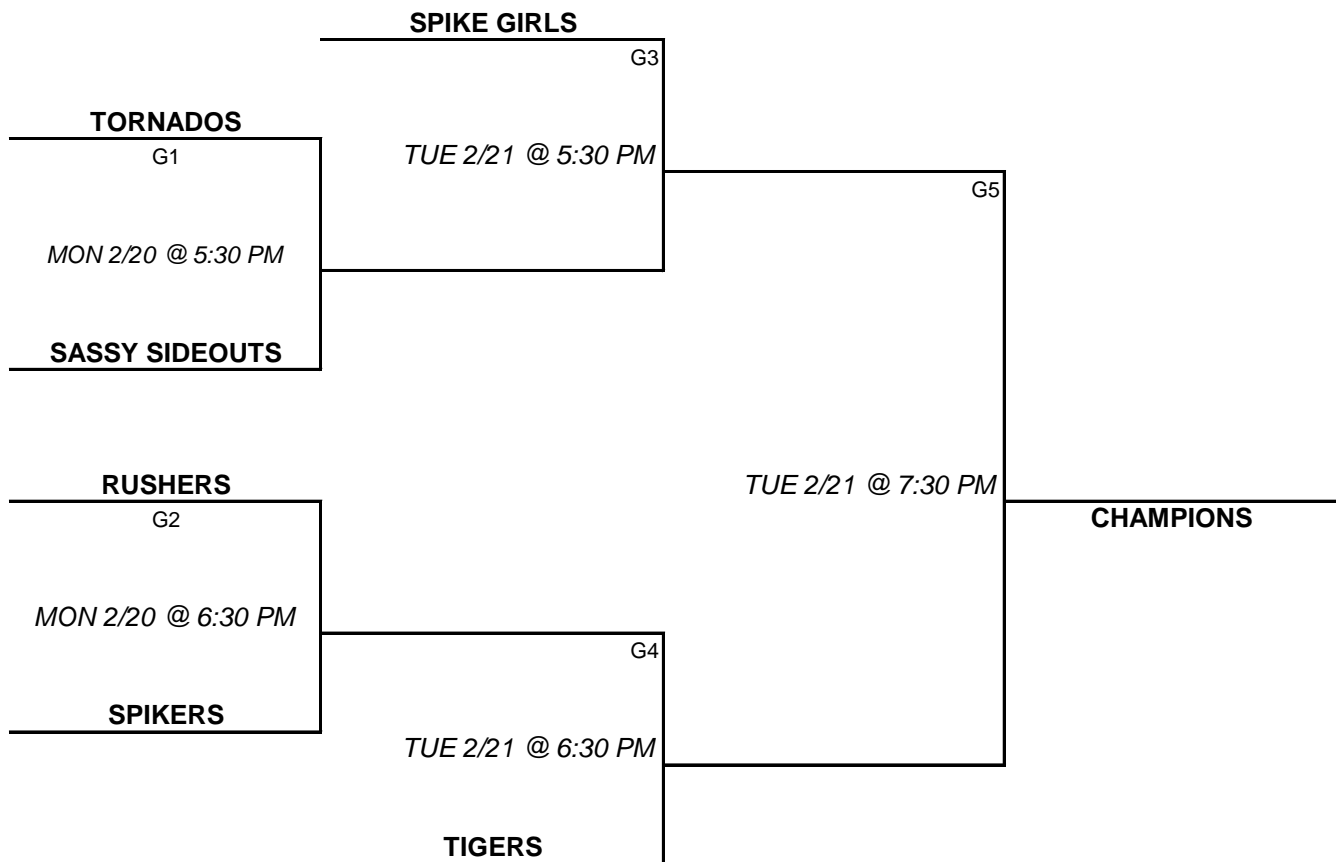 SPIKE GIRLS
G3
TORNADOS
G1
TUE 2/21 @ 5:30 PM
G5
MON 2/20 @ 5:30 PM
SASSY SIDEOUTS
RUSHERS
TUE 2/21 @ 7:30 PM
G2
CHAMPIONS
MON 2/20 @ 6:30 PM
G4
SPIKERS
TUE 2/21 @ 6:30 PM
TIGERS